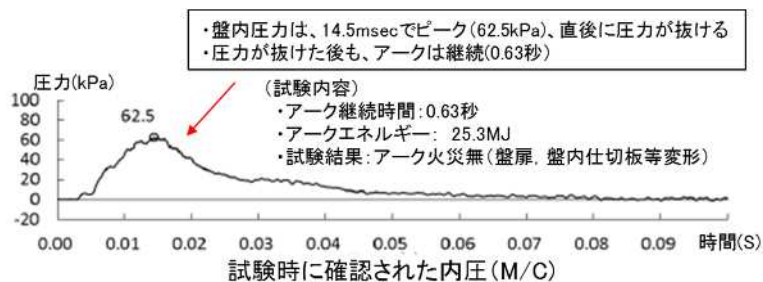 ・盤内圧力は、14.5msecでピーク(62.5kPa)、直後に圧力が抜ける
・圧力が抜けた後も、アークは継続(0.63秒)
圧力(kPa)
(試験内容)
・アーク継続時間:0.63秒
・アークエネルギー: 25.3MJ
・試験結果:アーク火災無(盤扉，盤内仕切板等変形)
62.5
100
80
60
40
20
0
-20
0.00 0.01 0.02 0.03 0.04 0.05 0.06 0.07 0.08 0.09 時間(S)
試験時に確認された内圧(M/C)